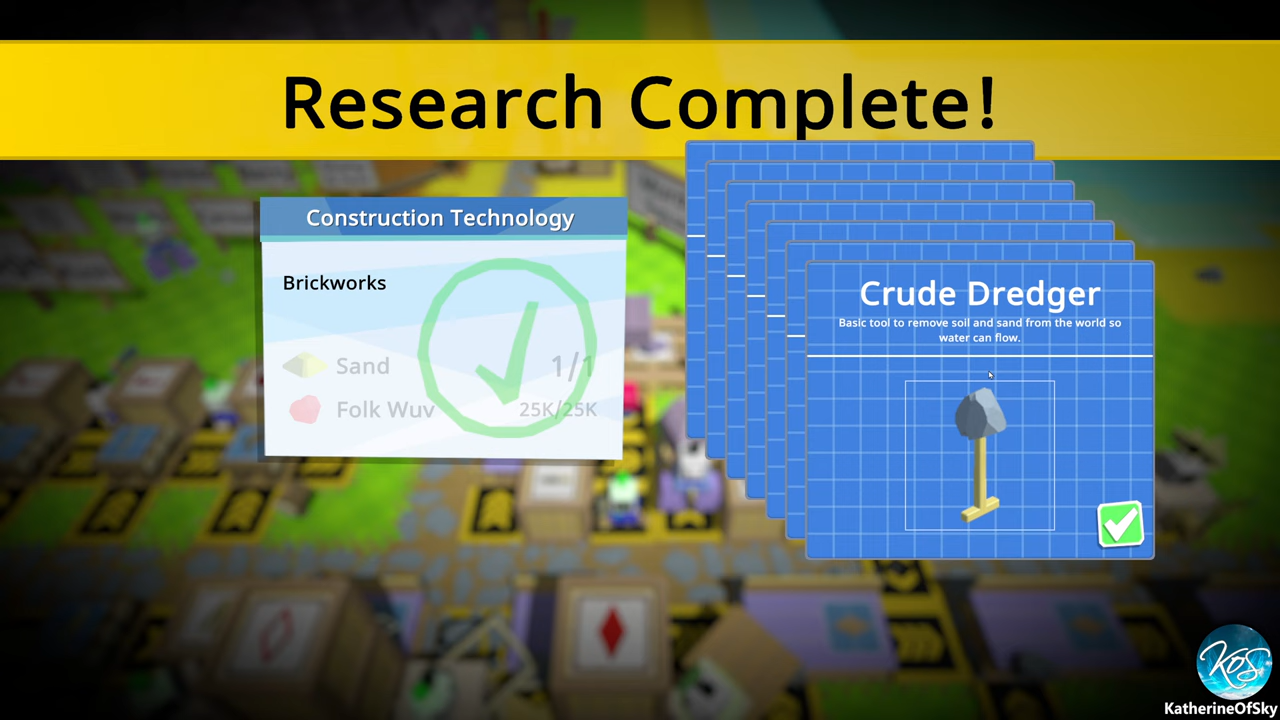 Research Complete!
Construction Technology
Brickworks
Sand 1/1
Folk Wuv 25K/25K
Crude Dredger
Basic tool to remove soil and sand from the world so
water can flow.
KOS
KatherineOfSky